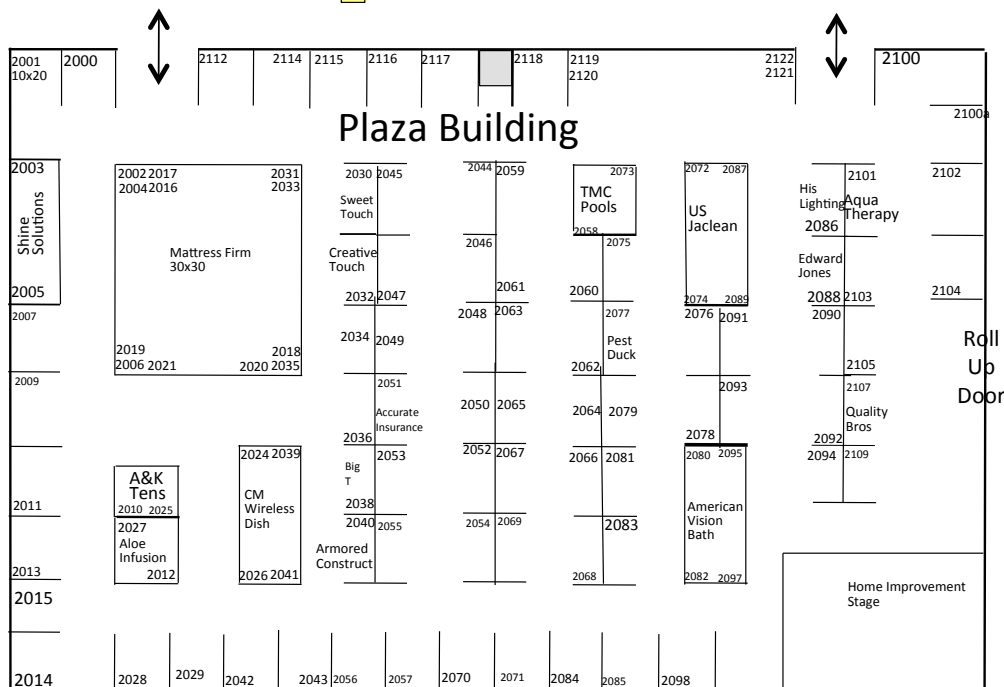 2001
10x20
2000
2112
2114
2115
2116
2117
2118
2119
2120
2122
2121
2100
2100a
Plaza Building
2003
Shine
Solutions
2005
2007
2009
2011
2013
2015
2014
2002 2017
2004 2016
2031
2033
Mattress Firm
30x30
2019
2006 2021
2018
2020 2035
2030 2045
Sweet
Touch
Creative
Touch
2032 2047
2034 2049
2051
Accurate
Insurance
2036
2053
Big
T
2038
2040 2055
Armored
Construct
2044 2059
2046
2061
2048 2063
2050 2065
2052 2067
2054 2069
2073
TMC
Pools
2058
2075
2060
2077
Pest
Duck
2062
2064 2079
2066 2081
2083
2068
2072 2087
US
Jaclean
2074 2089
2076 2091
2093
2078
2080 2095
American
Vision
Bath
2082 2097
2101
His
Lighting
Aqua
Therapy
2086
Edward
Jones
2088 2103
2090
2105
2107
Quality
Bros
2092
2094 2109
2102
2104
Roll
Up
Door
A&K
Tens
2010 2025
2027
Aloe
Infusion
2012
2024 2039
CM
Wireless
Dish
2026 2041
Home Improvement
Stage
2028
2029
2042
2043
2056
2057
2070
2071
2084
2085
2098